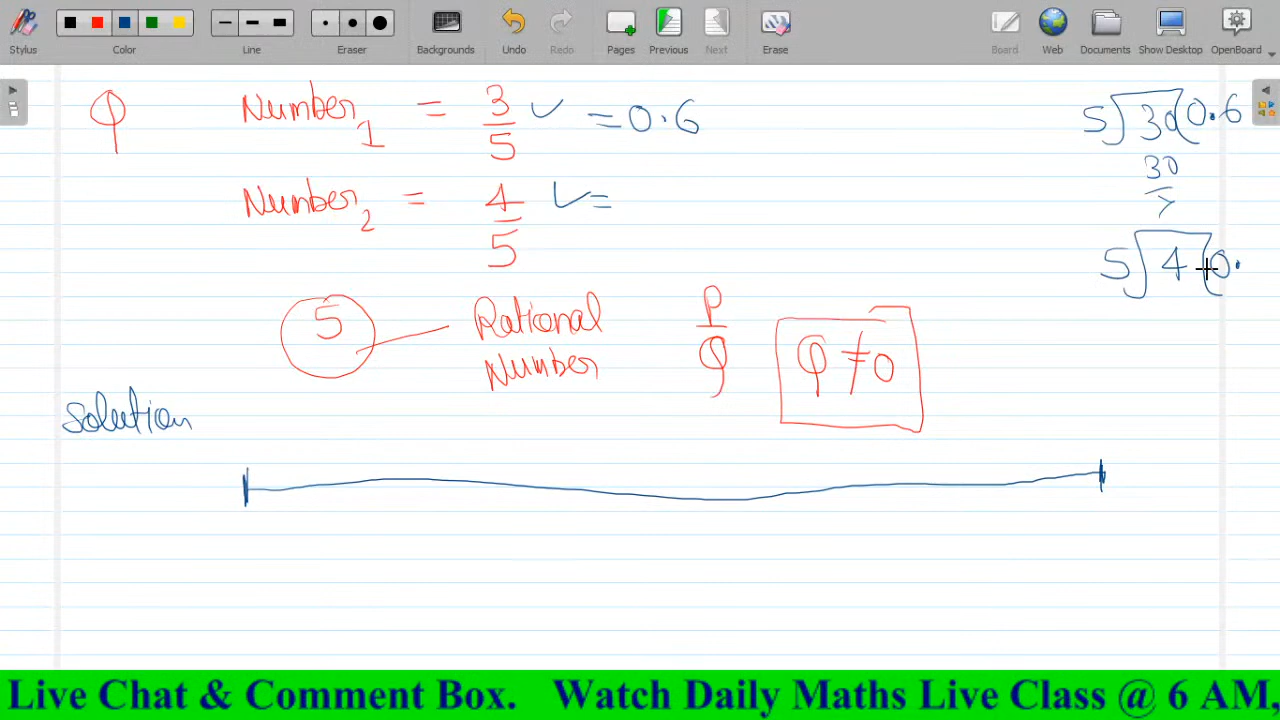 Stylus Color Line Eraser Backgrounds Undo Redo Pages Previous Next Erase Board Web Documents Show Desktop OpenBoard
Q Number1 = 3/5 ✓ = 0.6
5 30 0.6
30
Number2 = 4/5 ✓ =
5 4 0.
5 Rational Number P/Q Q ≠ 0
Solution
Live Chat & Comment Box. Watch Daily Maths Live Class @ 6 AM,